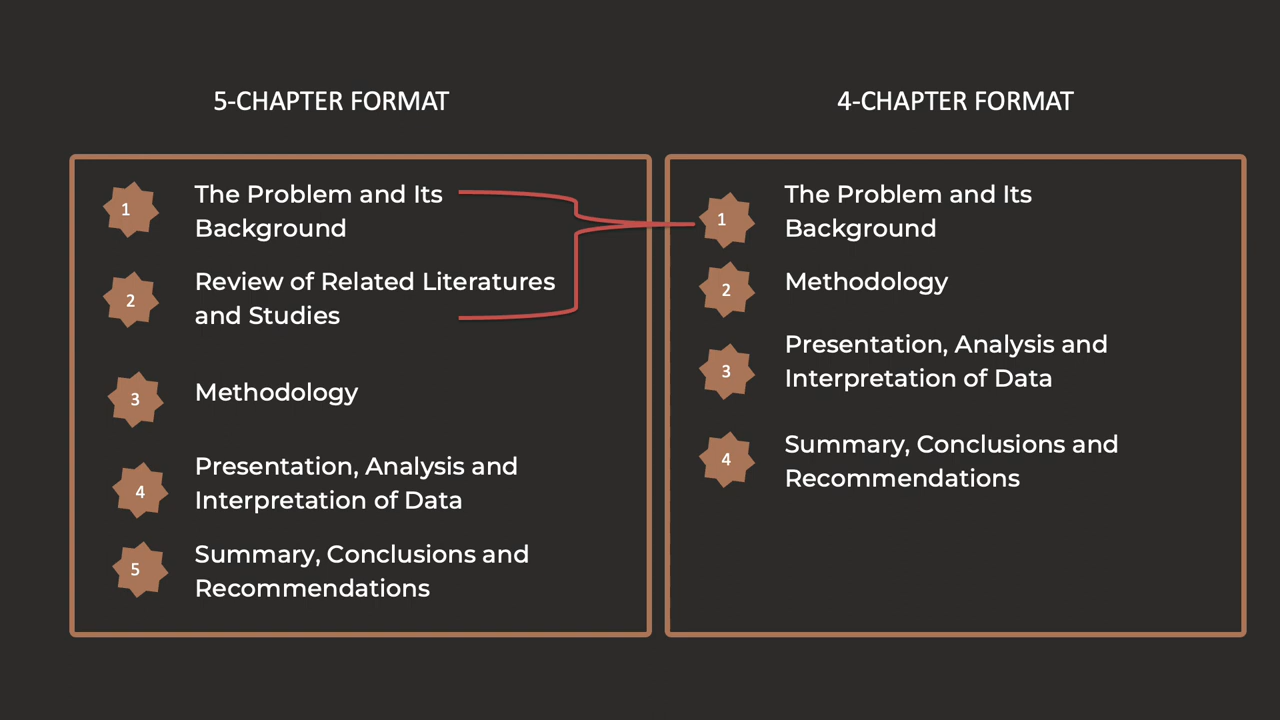 5-CHAPTER FORMAT
1
The Problem and Its
Background
2
Review of Related Literatures
and Studies
3
Methodology
4
Presentation, Analysis and
Interpretation of Data
5
Summary, Conclusions and
Recommendations
4-CHAPTER FORMAT
1
The Problem and Its
Background
2
Methodology
3
Presentation, Analysis and
Interpretation of Data
4
Summary, Conclusions and
Recommendations